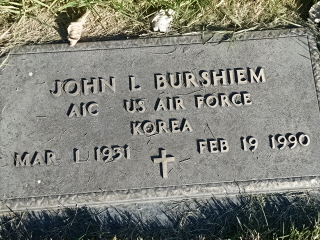 JOHN L BURSHIEM
A1C US AIR FORCE
KOREA
MAR 1 1931 FEB 19 1990